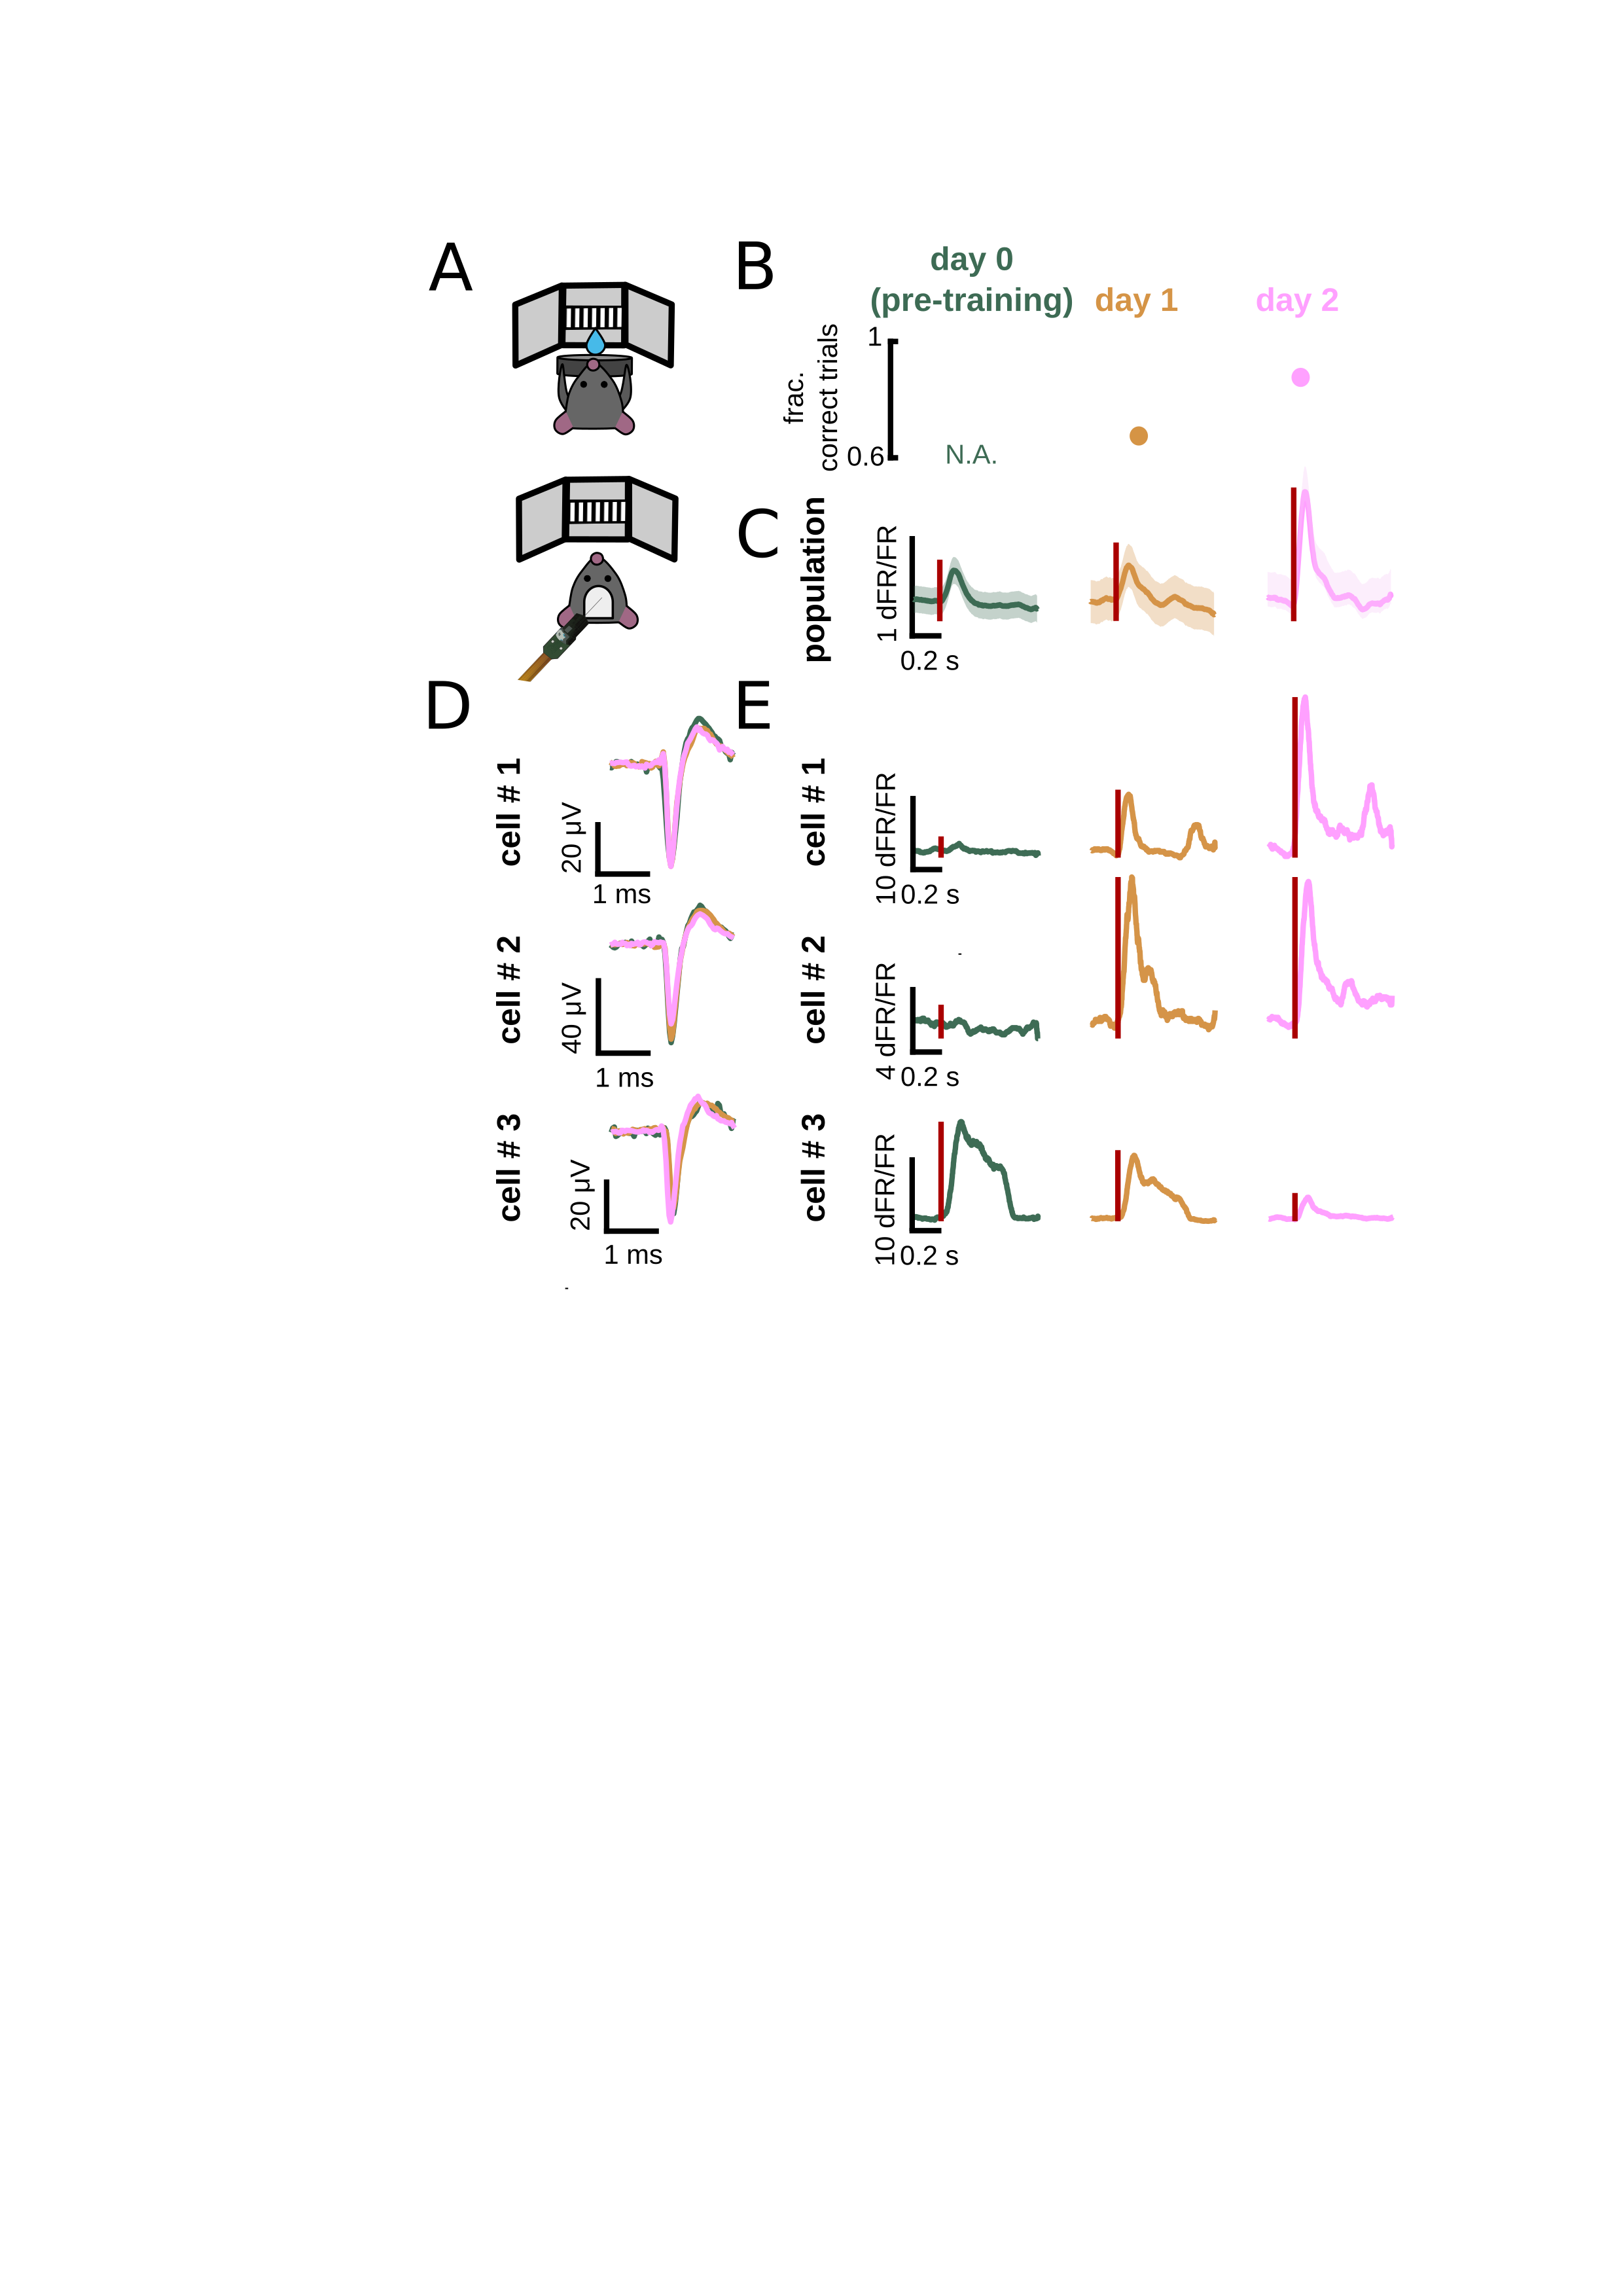 A
B
day 0
(pre-training)
day 1
day 2
frac.
correct trials
1
0.6
N.A.
C
population
1 dFR/FR
0.2 s
D
cell # 1
20 µV
1 ms
cell # 2
40 µV
1 ms
cell # 3
20 µV
1 ms
E
cell # 1
10 dFR/FR
0.2 s
cell # 2
4 dFR/FR
0.2 s
cell # 3
10 dFR/FR
0.2 s